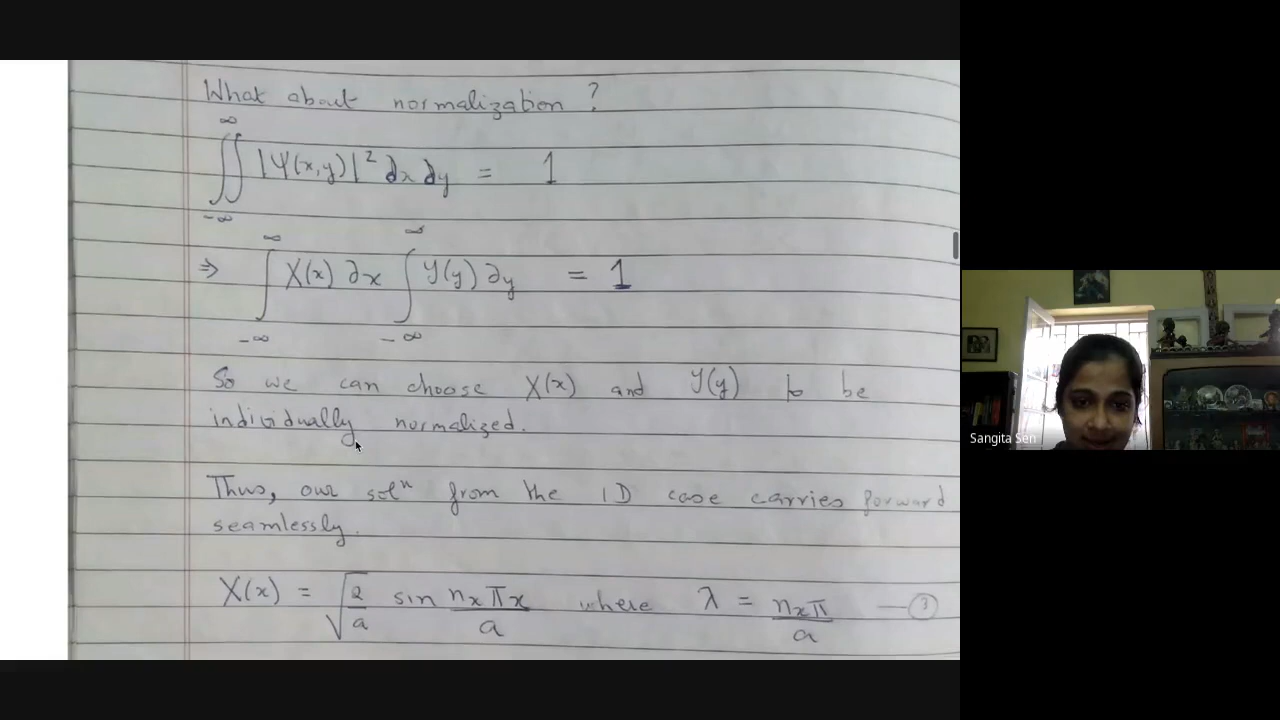 What about normalization ?
∞
∬ |Ψ(x,y)|² ∂x ∂y = 1
-∞
∞ ∞
⇒ ∫ X(x) ∂x ∫ Y(y) ∂y = 1
-∞ -∞
So we can choose X(x) and Y(y) to be
individually normalized.
Thus, our solⁿ from the 1D case carries forward
seamlessly.
X(x) = √(2/a) sin nₓπx/a where λ = nₓπ/a —③
Sangita Sen